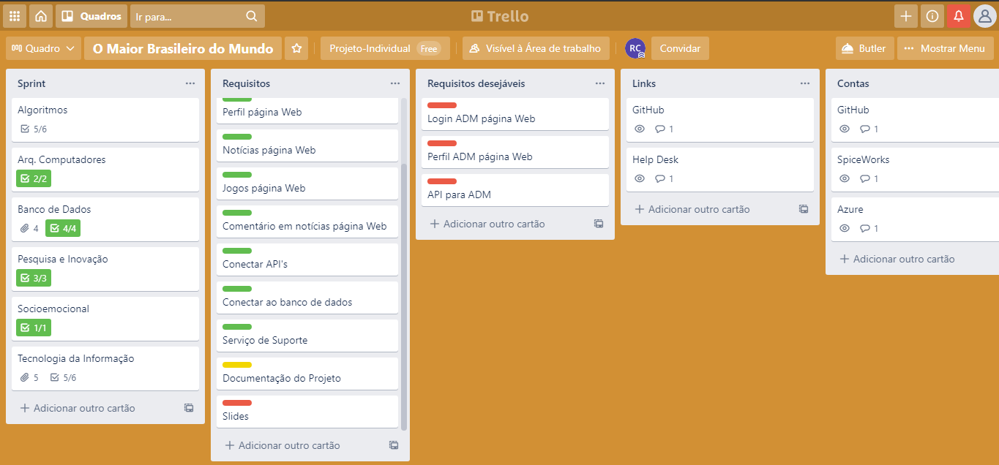 Quadros
Ir para...
Trello
Quadro
O Maior Brasileiro do Mundo
Projeto-Individual Free
Visível à Área de trabalho
RC
Convidar
Butler
Mostrar Menu
Sprint
Algoritmos
5/6
Arq. Computadores
2/2
Banco de Dados
4 4/4
Pesquisa e Inovação
3/3
Socioemocional
1/1
Tecnologia da Informação
5 5/6
Adicionar outro cartão
Requisitos
Perfil página Web
Notícias página Web
Jogos página Web
Comentário em notícias página Web
Conectar API's
Conectar ao banco de dados
Serviço de Suporte
Documentação do Projeto
Slides
Adicionar outro cartão
Requisitos desejáveis
Login ADM página Web
Perfil ADM página Web
API para ADM
Adicionar outro cartão
Links
GitHub
1
Help Desk
1
Adicionar outro cartão
Contas
GitHub
1
SpiceWorks
1
Azure
1
Adicionar outro cartão